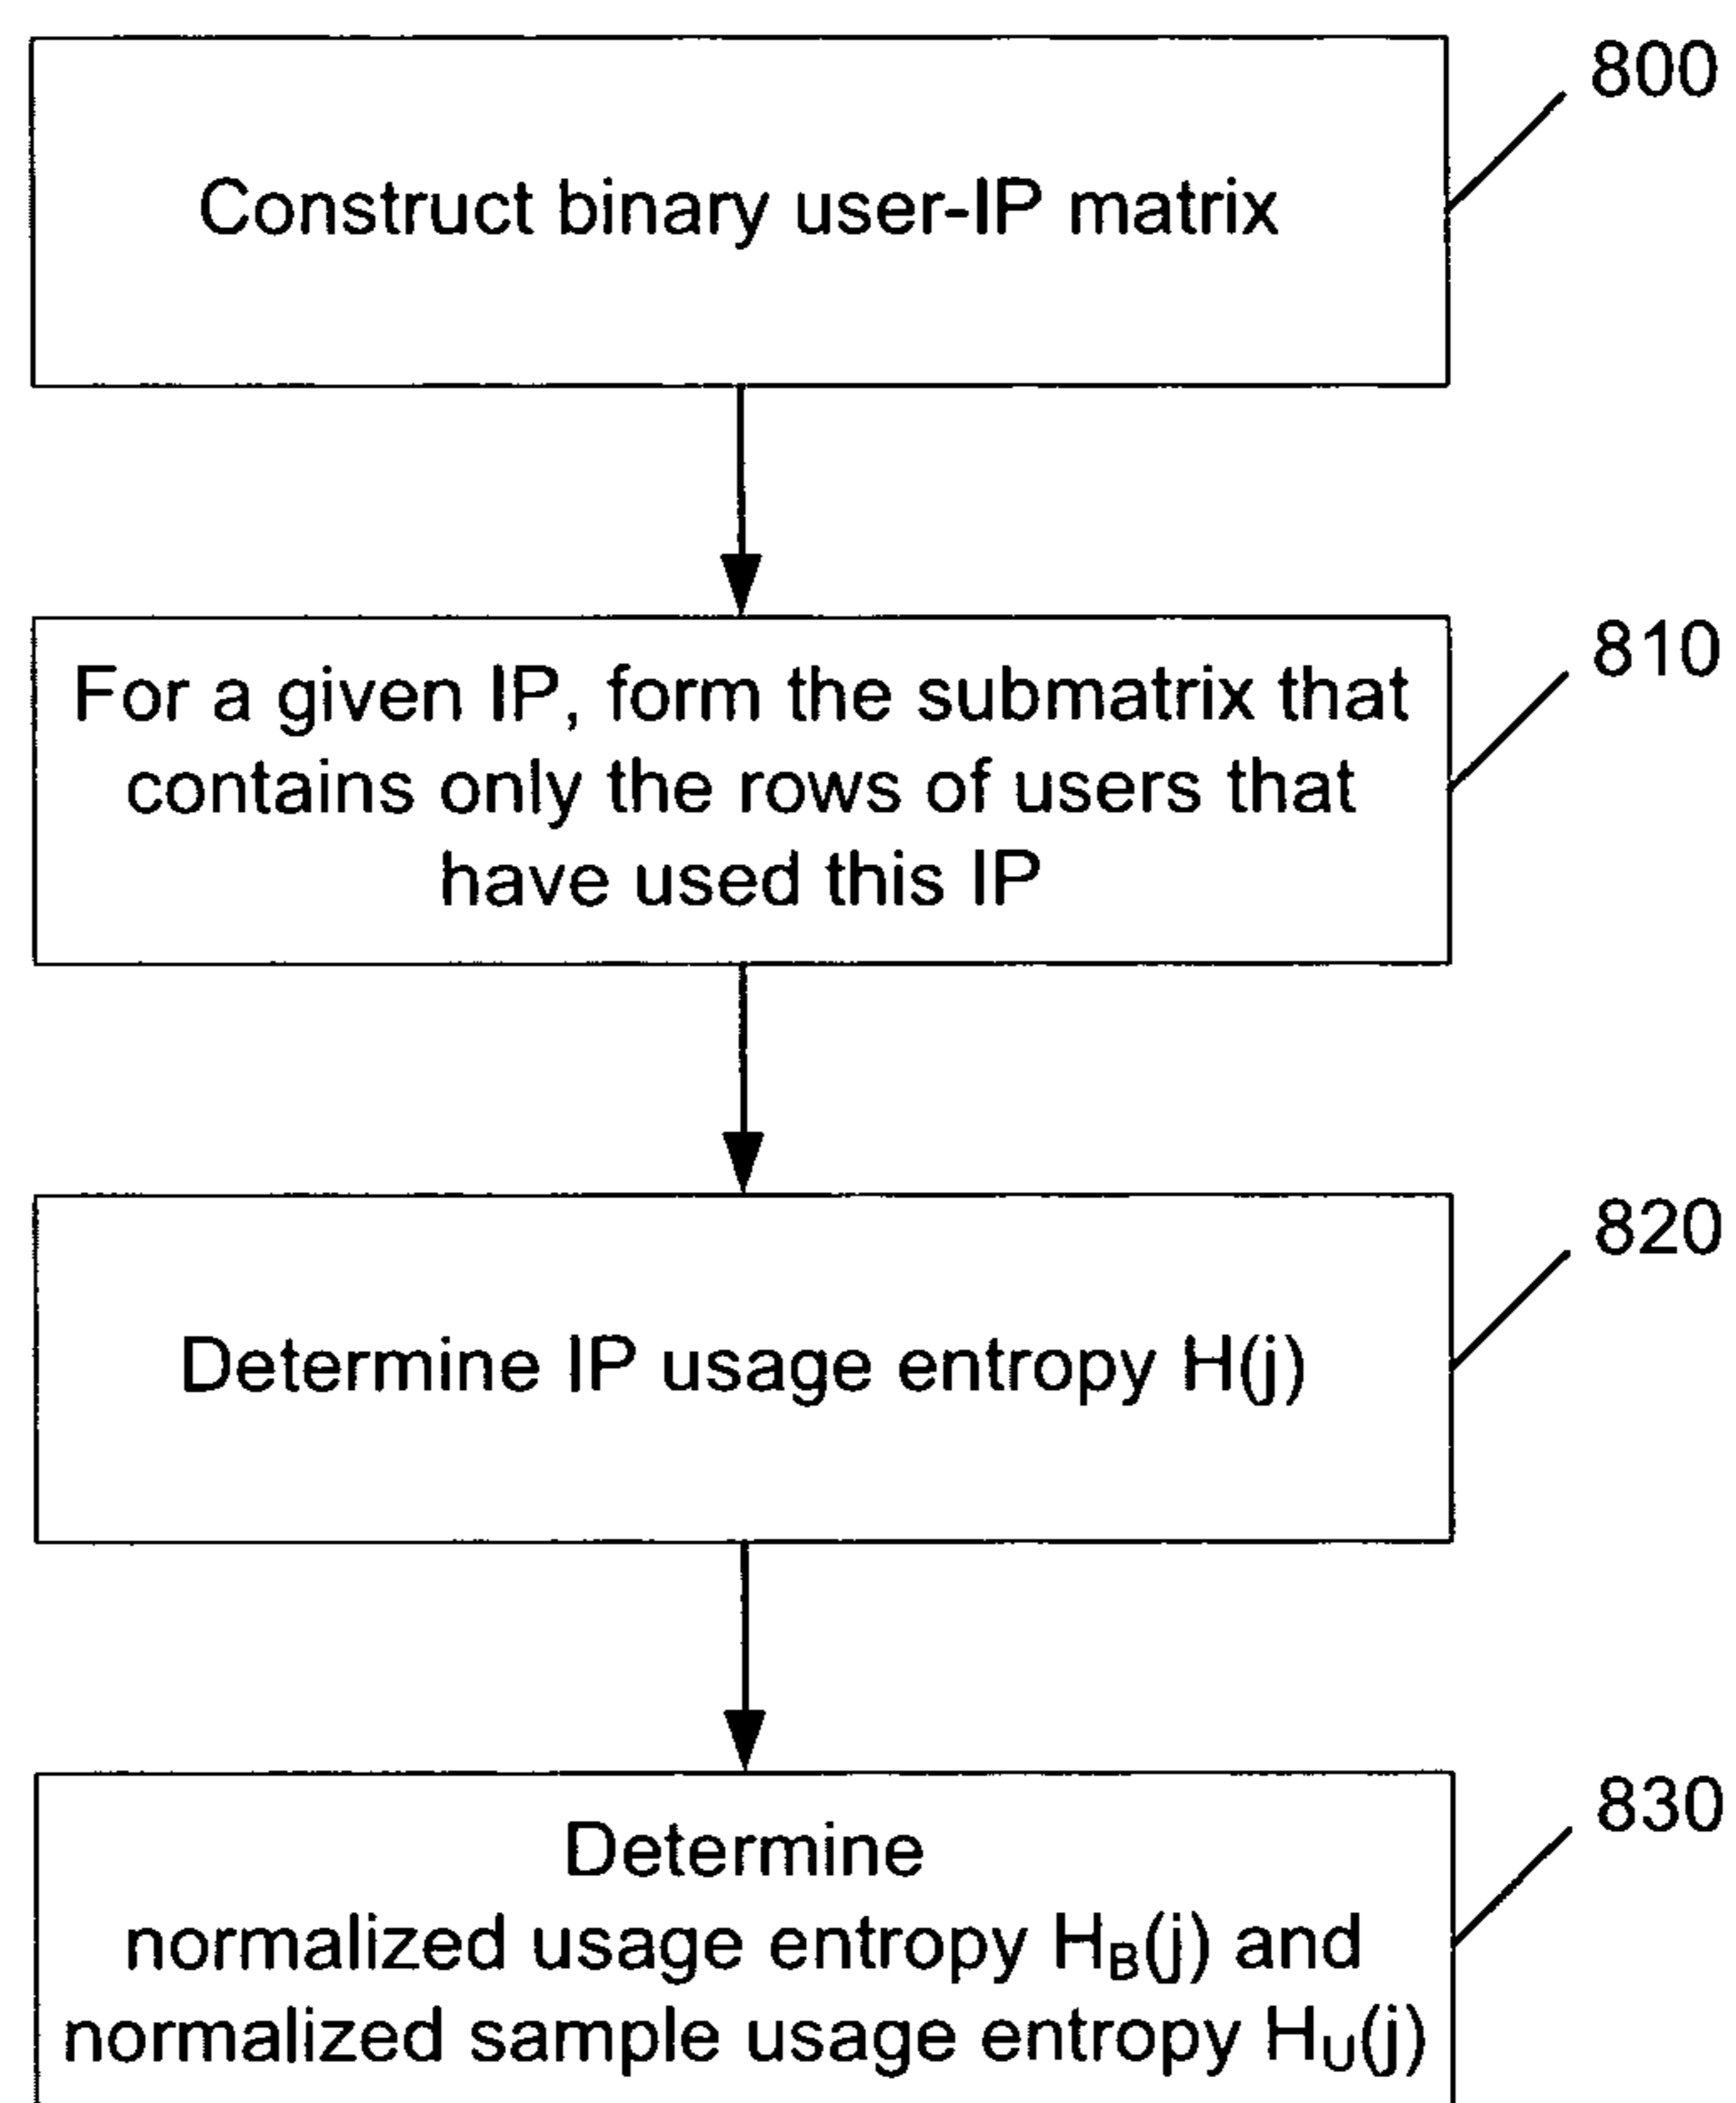 800
Construct binary user-IP matrix
810
For a given IP, form the submatrix that
contains only the rows of users that
have used this IP
820
Determine IP usage entropy H(j)
830
Determine
normalized usage entropy H_B(j) and
normalized sample usage entropy H_U(j)